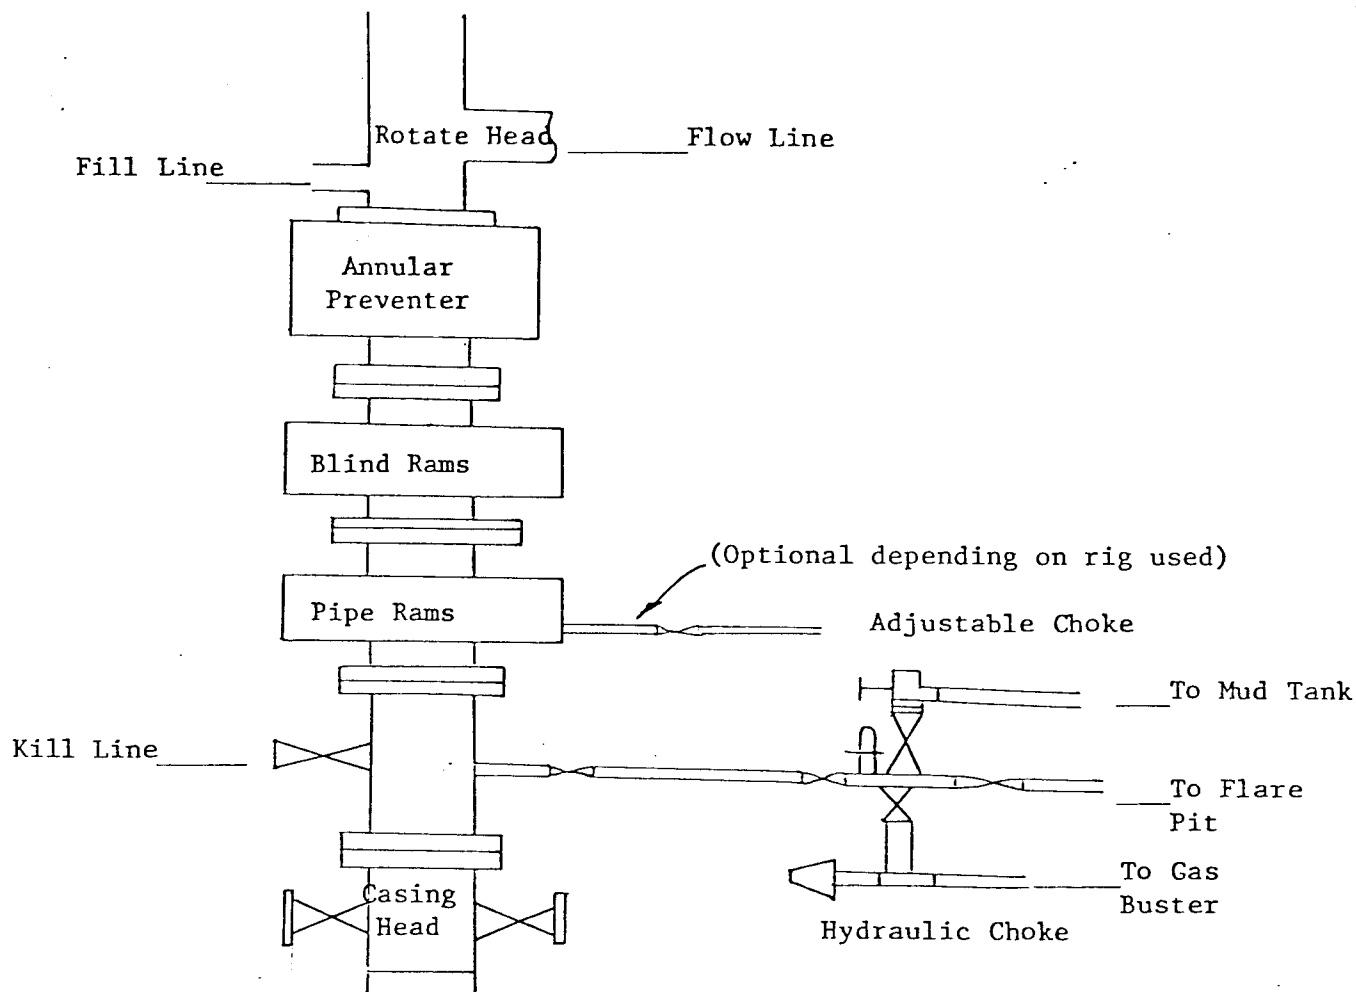 Rotate Head
Flow Line
Fill Line
Annular
Preventer
Blind Rams
(Optional depending on rig used)
Pipe Rams
Adjustable Choke
To Mud Tank
Kill Line
To Flare
Pit
To Gas
Buster
Casing
Head
Hydraulic Choke